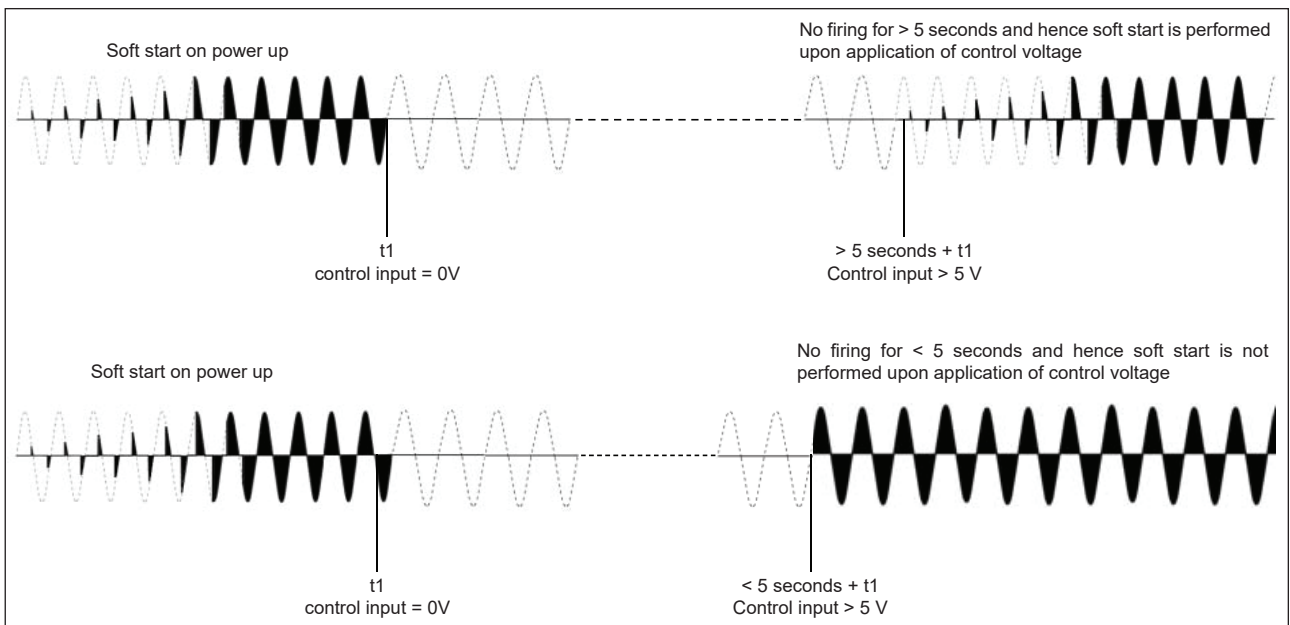 Soft start on power up
No firing for > 5 seconds and hence soft start is performed
upon application of control voltage
t1
control input = 0V
> 5 seconds + t1
Control input > 5 V
Soft start on power up
No firing for < 5 seconds and hence soft start is not
performed upon application of control voltage
t1
control input = 0V
< 5 seconds + t1
Control input > 5 V